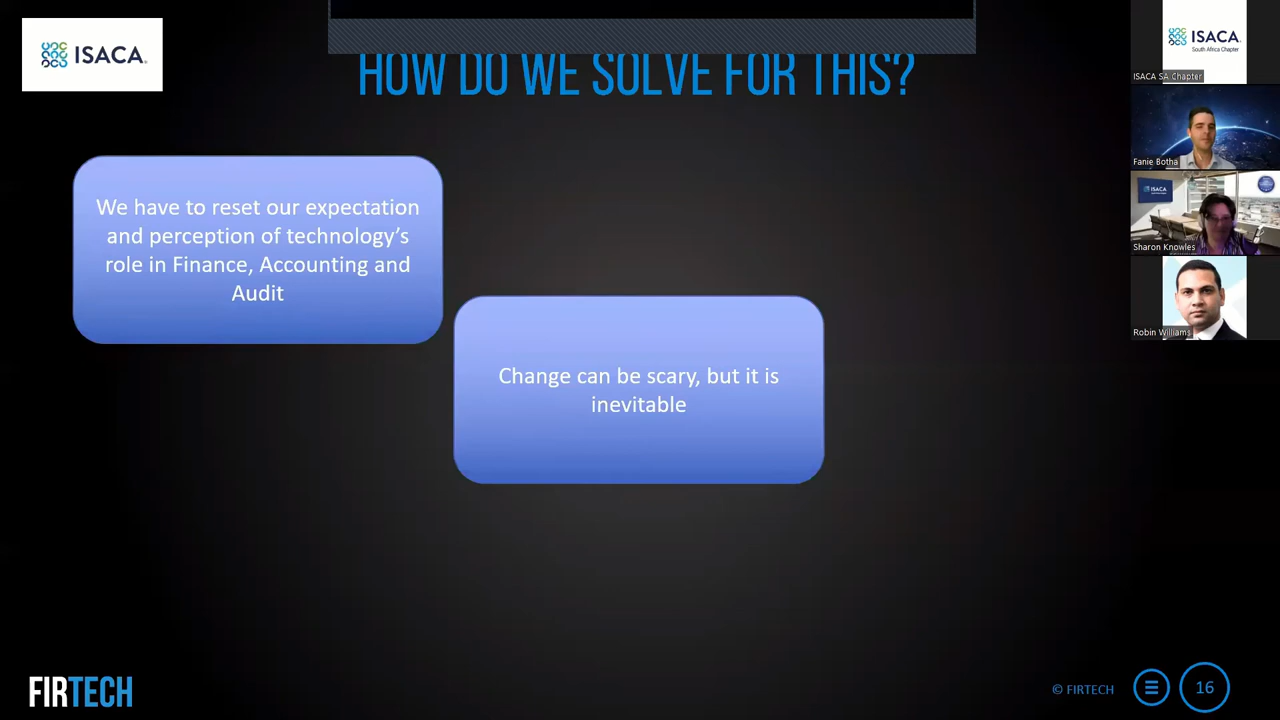 ISACA
HOW DO WE SOLVE FOR THIS?
We have to reset our expectation
and perception of technology's
role in Finance, Accounting and
Audit
Change can be scary, but it is
inevitable
FIRTECH
© FIRTECH
16
ISACA
South Africa Chapter
ISACA SA Chapter
Fanie Botha
ISACA
Sharon Knowles
Robin Williams